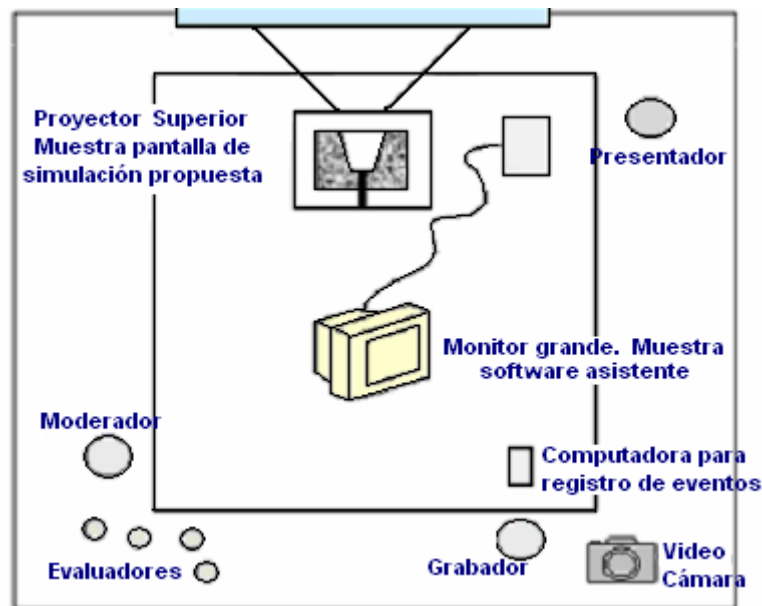 Proyector Superior
Muestra pantalla de
simulación propuesta
Presentador
Monitor grande. Muestra
software asistente
Moderador
Computadora para
registro de eventos
Evaluadores
Grabador
Video
Cámara